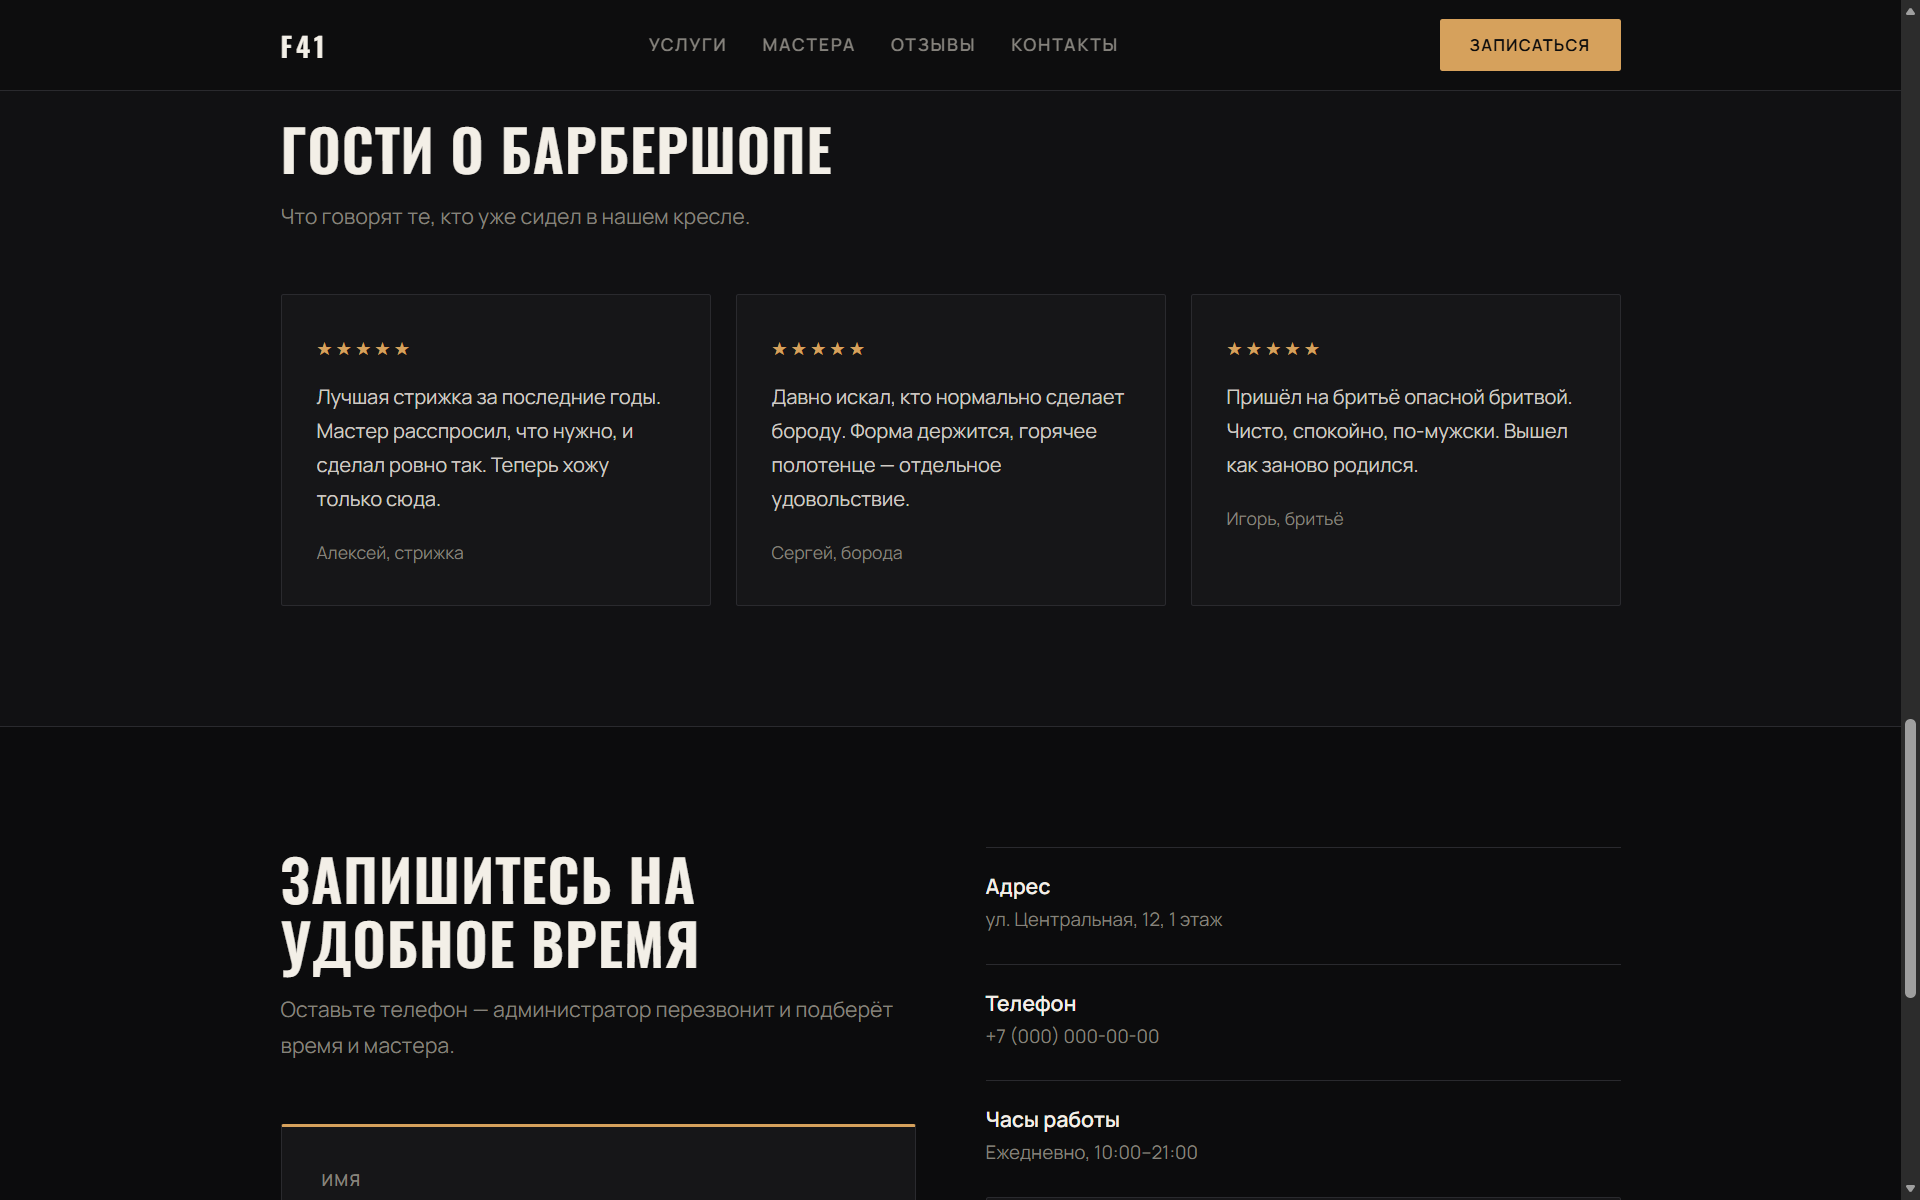 F41
УСЛУГИ
МАСТЕРА
ОТЗЫВЫ
КОНТАКТЫ
ЗАПИСАТЬСЯ
ГОСТИ О БАРБЕРШОПЕ
Что говорят те, кто уже сидел в нашем кресле.
★★★★★
Лучшая стрижка за последние годы.
Мастер расспросил, что нужно, и
сделал ровно так. Теперь хожу
только сюда.
Алексей, стрижка
★★★★★
Давно искал, кто нормально сделает
бороду. Форма держится, горячее
полотенце — отдельное
удовольствие.
Сергей, борода
★★★★★
Пришёл на бритьё опасной бритвой.
Чисто, спокойно, по-мужски. Вышел
как заново родился.
Игорь, бритьё
ЗАПИШИТЕСЬ НА
УДОБНОЕ ВРЕМЯ
Оставьте телефон — администратор перезвонит и подберёт
время и мастера.
ИМЯ
Адрес
ул. Центральная, 12, 1 этаж
Телефон
+7 (000) 000-00-00
Часы работы
Ежедневно, 10:00–21:00